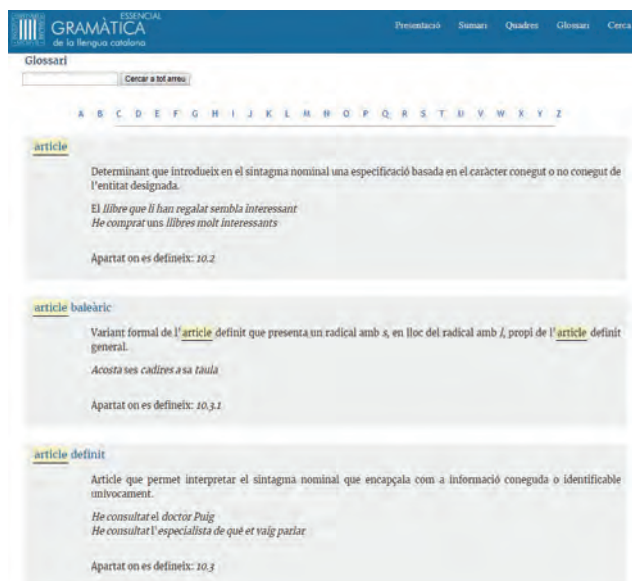 ESSENCIAL
GRAMÀTICA
de la llengua catalana
Presentació Sumari Quadres Glossari Cerca
Glossari
Cercar a tot arreu
A B C D E F G H I J K L M N O P Q R S T U V W X Y Z
article
Determinant que introdueix en el sintagma nominal una especificació basada en el caràcter conegut o no conegut de
l'entitat designada.
El llibre que li han regalat sembla interessant
He comprat uns llibres molt interessants
Apartat on es defineix: 10.2
article baleàric
Variant formal de l'article definit que presenta un radical amb s, en lloc del radical amb l, propi de l'article definit
general.
Acosta ses cadires a sa taula
Apartat on es defineix: 10.3.1
article definit
Article que permet interpretar el sintagma nominal que encapçala com a informació coneguda o identificable
unívocament.
He consultat el doctor Puig
He consultat l'especialista de què et vaig parlar
Apartat on es defineix: 10.3